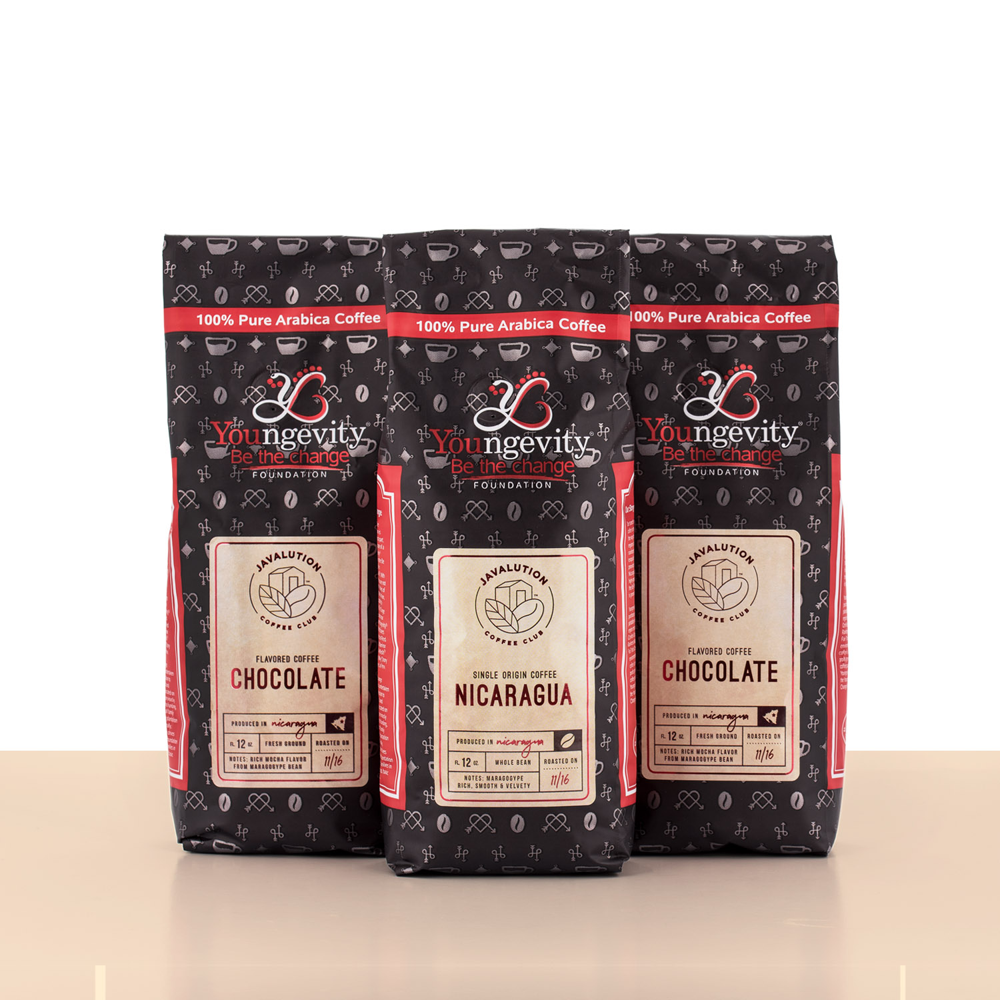 100% Pure Arabica Coffee
Youngevity®
Be the change
FOUNDATION
JAVALUTION
™
COFFEE CLUB
FLAVORED COFFEE
CHOCOLATE
PRODUCED IN nicaragua
FL 12 OZ.
FRESH GROUND
ROASTED ON
11/16
NOTES: RICH MOCHA FLAVOR
FROM MARAGOGYPE BEAN
100% Pure Arabica Coffee
Youngevity®
Be the change
FOUNDATION
JAVALUTION
™
COFFEE CLUB
SINGLE ORIGIN COFFEE
NICARAGUA
PRODUCED IN nicaragua
FL 12 OZ.
WHOLE BEAN
ROASTED ON
11/16
NOTES: MARAGOGYPE
RICH, SMOOTH & VELVETY
Our Story
100% Pure Arabica Coffee
Youngevity®
Be the change
FOUNDATION
JAVALUTION
™
COFFEE CLUB
FLAVORED COFFEE
CHOCOLATE
PRODUCED IN nicaragua
FL 12 OZ.
FRESH GROUND
ROASTED ON
11/16
NOTES: RICH MOCHA FLAVOR
FROM MARAGOGYPE BEAN